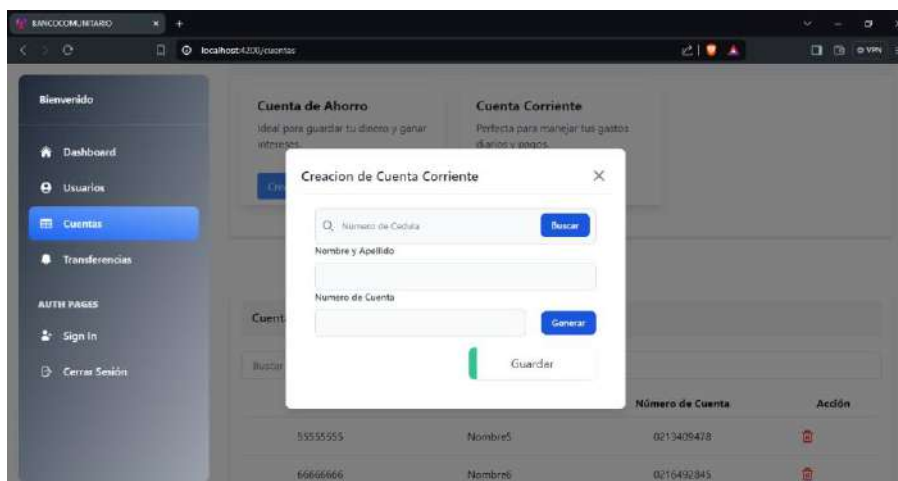 BANCOCOMUNITARIO
localhost:4200/cuentas
VPN
Bienvenido
Dashboard
Usuarios
Cuentas
Transferencias
AUTH PAGES
Sign In
Cerrar Sesión
Cuenta de Ahorro
Ideal para guardar tu dinero y ganar
intereses.
Cuenta Corriente
Perfecta para manejar tus gastos
diarios y pagos.
Creacion de Cuenta Corriente
Número de Cedula
Buscar
Nombre y Apellido
Numero de Cuenta
Generar
Guardar
Buscar
Número de Cuenta
Acción
55555555
Nombre5
0213409478
66666666
Nombre6
0216492845